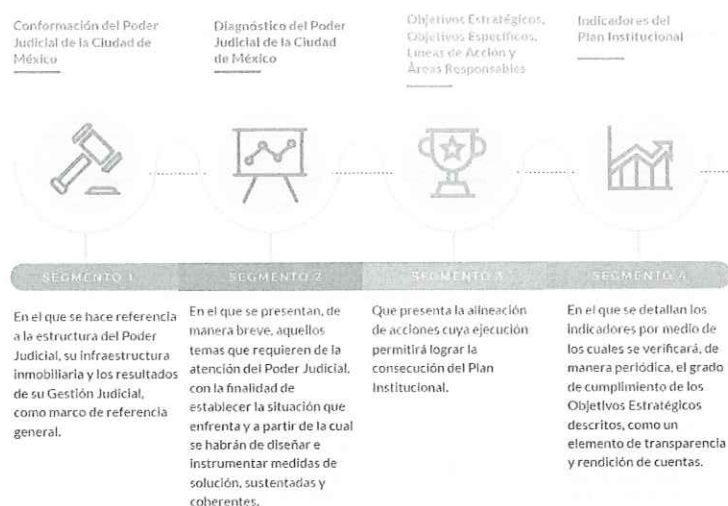 Conformación del Poder
Judicial de la Ciudad de
México
Diagnóstico del Poder
Judicial de la Ciudad
de México
Objetivos Estratégicos,
Objetivos Específicos,
Líneas de Acción y
Áreas Responsables
Indicadores del
Plan Institucional
SEGMENTO 1
SEGMENTO 2
SEGMENTO 3
SEGMENTO 4
En el que se hace referencia
a la estructura del Poder
Judicial, su infraestructura
inmobiliaria y los resultados
de su Gestión Judicial,
como marco de referencia
general.
En el que se presentan, de
manera breve, aquellos
temas que requieren de la
atención del Poder Judicial,
con la finalidad de
establecer la situación que
enfrenta y a partir de la cual
se habrán de diseñar e
instrumentar medidas de
solución, sustentadas y
coherentes.
Que presenta la alineación
de acciones cuya ejecución
permitirá lograr la
consecución del Plan
Institucional.
En el que se detallan los
indicadores por medio de
los cuales se verificará, de
manera periódica, el grado
de cumplimiento de los
Objetivos Estratégicos
descritos, como un
elemento de transparencia
y rendición de cuentas.